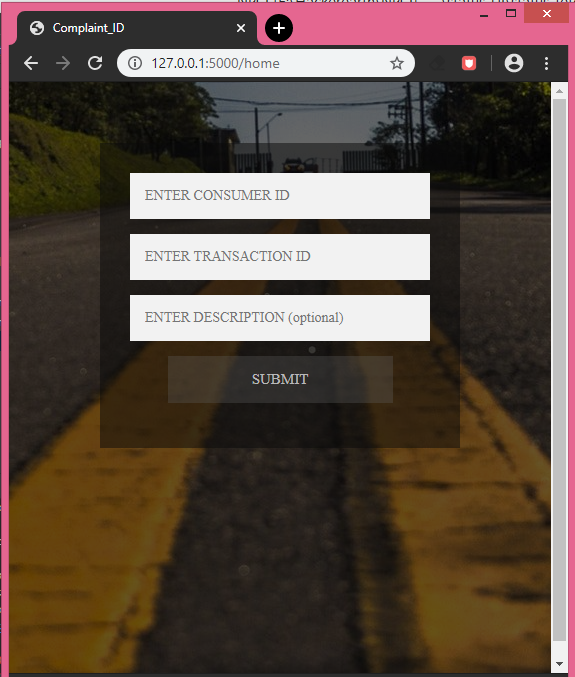 Complaint_ID
127.0.0.1:5000/home
ENTER CONSUMER ID
ENTER TRANSACTION ID
ENTER DESCRIPTION (optional)
SUBMIT